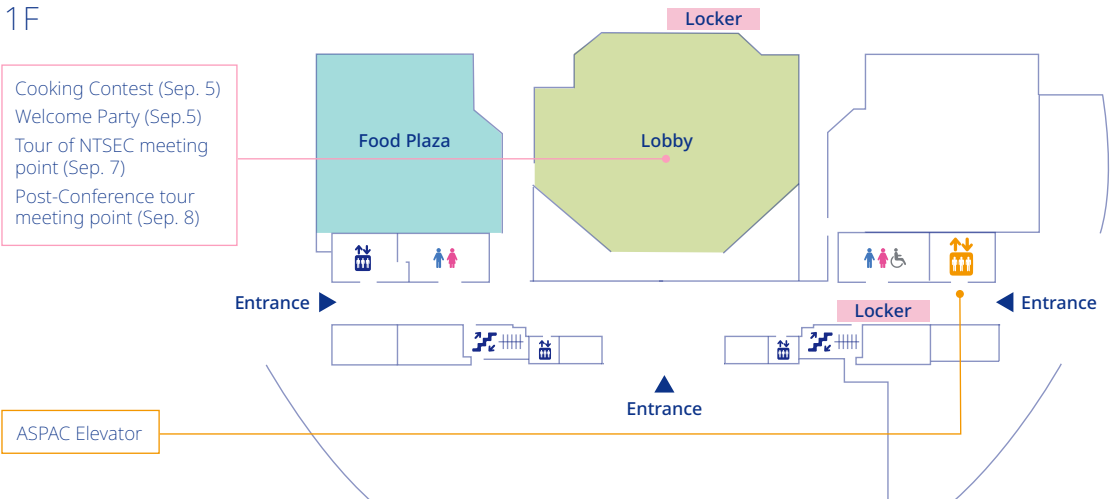 1F
Locker
Cooking Contest (Sep. 5)
Welcome Party (Sep.5)
Tour of NTSEC meeting
point (Sep. 7)
Post-Conference tour
meeting point (Sep. 8)
Food Plaza
Lobby
Entrance
Locker
Entrance
Entrance
ASPAC Elevator